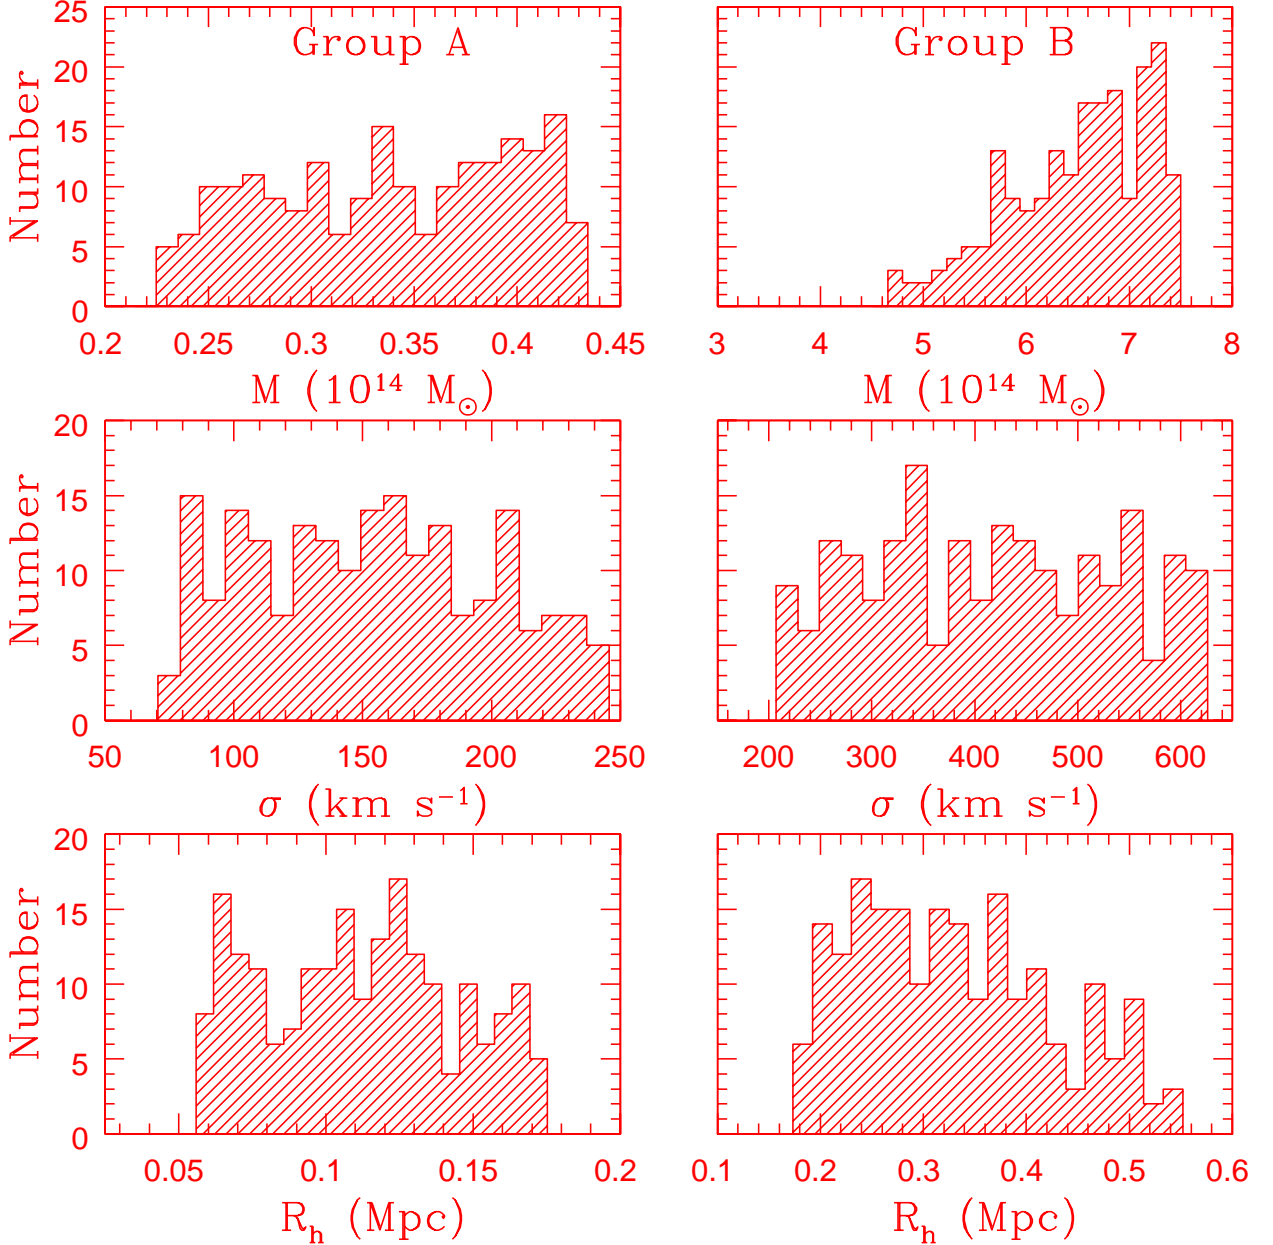 Group A
Number
25
20
15
10
5
0
0.2 0.25 0.3 0.35 0.4 0.45
M (10¹⁴ M⊙)
Group B
3 4 5 6 7 8
M (10¹⁴ M⊙)
Number
20
15
10
5
0
50 100 150 200 250
σ (km s⁻¹)
200 300 400 500 600
σ (km s⁻¹)
Number
20
15
10
5
0
0.05 0.1 0.15 0.2
Rₕ (Mpc)
0.1 0.2 0.3 0.4 0.5 0.6
Rₕ (Mpc)